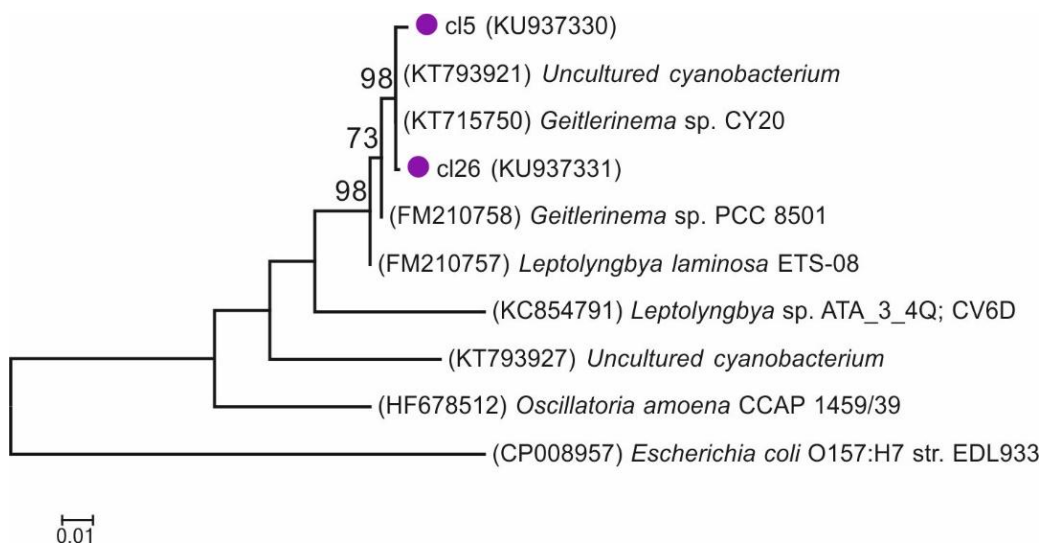 cl5 (KU937330)
98
(KT793921) Uncultured cyanobacterium
(KT715750) Geitlerinema sp. CY20
73
cl26 (KU937331)
98
(FM210758) Geitlerinema sp. PCC 8501
(FM210757) Leptolyngbya laminosa ETS-08
(KC854791) Leptolyngbya sp. ATA_3_4Q; CV6D
(KT793927) Uncultured cyanobacterium
(HF678512) Oscillatoria amoena CCAP 1459/39
(CP008957) Escherichia coli O157:H7 str. EDL933
0.01